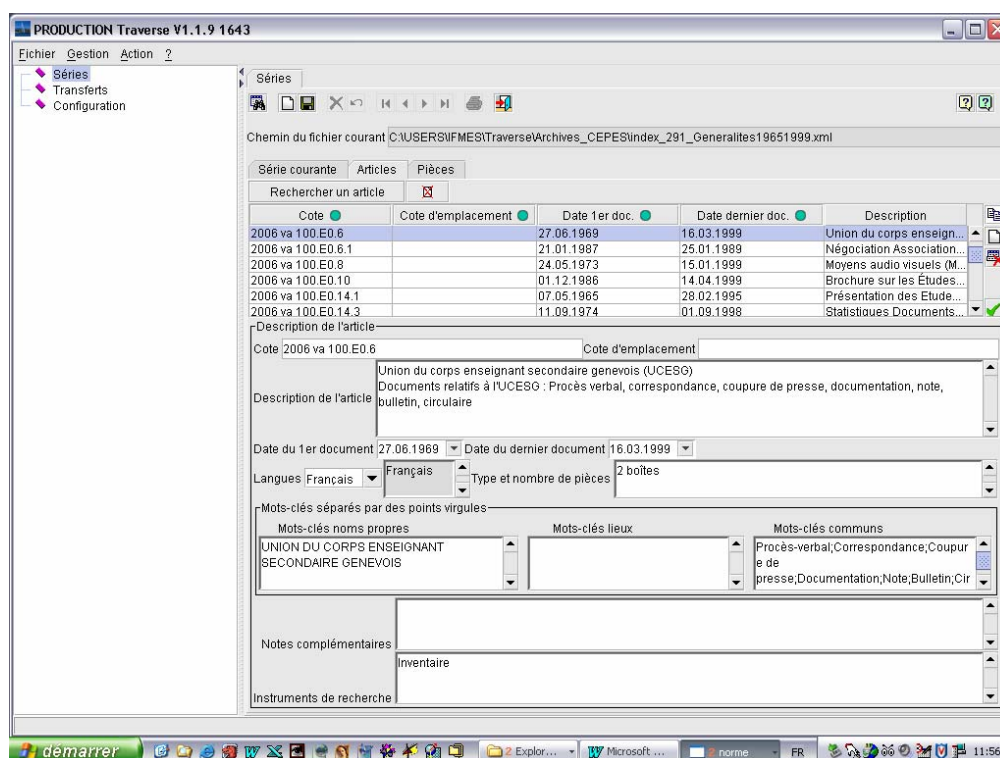 PRODUCTION Traverse V1.1.9 1643
Fichier Gestion Action ?
Séries
Transferts
Configuration
Séries
Chemin du fichier courant C:\USERS\IFMES\Traverse\Archives_CEPES\index_291_Generalites19651999.xml
Série courante Articles Pièces
Rechercher un article
Cote Cote d'emplacement Date 1er doc. Date dernier doc. Description
2006 va 100.E0.6 27.06.1969 16.03.1999 Union du corps enseign...
2006 va 100.E0.6.1 21.01.1987 25.01.1989 Négociation Association...
2006 va 100.E0.8 24.05.1973 15.01.1999 Moyens audio visuels (M...
2006 va 100.E0.10 01.12.1986 14.04.1999 Brochure sur les Études...
2006 va 100.E0.14.1 07.05.1965 28.02.1995 Présentation des Etude...
2006 va 100.E0.14.3 11.09.1974 01.09.1998 Statistiques Documents...
Description de l'article
Cote 2006 va 100.E0.6 Cote d'emplacement
Union du corps enseignant secondaire genevois (UCESG)
Documents relatifs à l'UCESG : Procès verbal, correspondance, coupure de presse, documentation, note,
Description de l'article bulletin, circulaire
Date du 1er document 27.06.1969 Date du dernier document 16.03.1999
Langues Français Français Type et nombre de pièces 2 boîtes
Mots-clés séparés par des points virgules
Mots-clés noms propres Mots-clés lieux Mots-clés communs
UNION DU CORPS ENSEIGNANT Procès-verbal;Correspondance;Coupur
SECONDAIRE GENEVOIS e de
presse;Documentation;Note;Bulletin;Cir
Notes complémentaires
Inventaire
Instruments de recherche
démarrer 2 Explor... Microsoft ... 2 norme FR 11:56